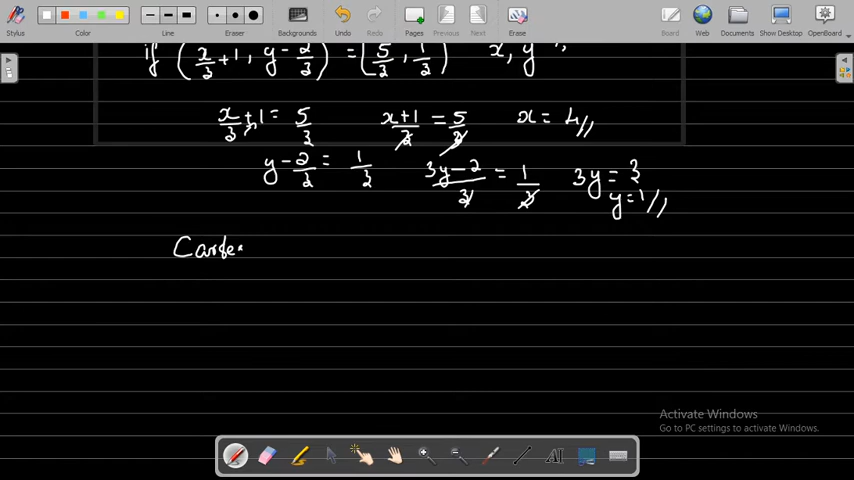 Stylus Color Line Eraser Backgrounds Undo Redo Pages Previous Next Erase Board Web Documents Show Desktop OpenBoard
if (x/3+1, y-2/3) = (5/3, 1/3) x, y
x/3+1 = 5/3 x+1/3 = 5/3 x = 4//
y-2/3 = 1/3 3y-2/3 = 1/3 3y = 3
y=1//
Carte
Activate Windows
Go to PC settings to activate Windows.